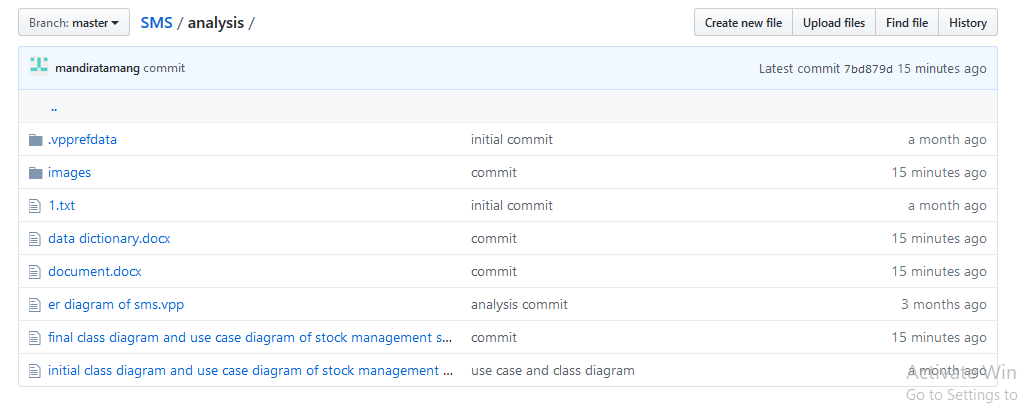 Branch: master SMS / analysis / Create new file Upload files Find file History
mandiratamang commit Latest commit 7bd879d 15 minutes ago
..
.vpprefdata initial commit a month ago
images commit 15 minutes ago
1.txt initial commit a month ago
data dictionary.docx commit 15 minutes ago
document.docx commit 15 minutes ago
er diagram of sms.vpp analysis commit 3 months ago
final class diagram and use case diagram of stock management s... commit 15 minutes ago
initial class diagram and use case diagram of stock management ... use case and class diagram a month ago
Activate Win
Go to Settings to